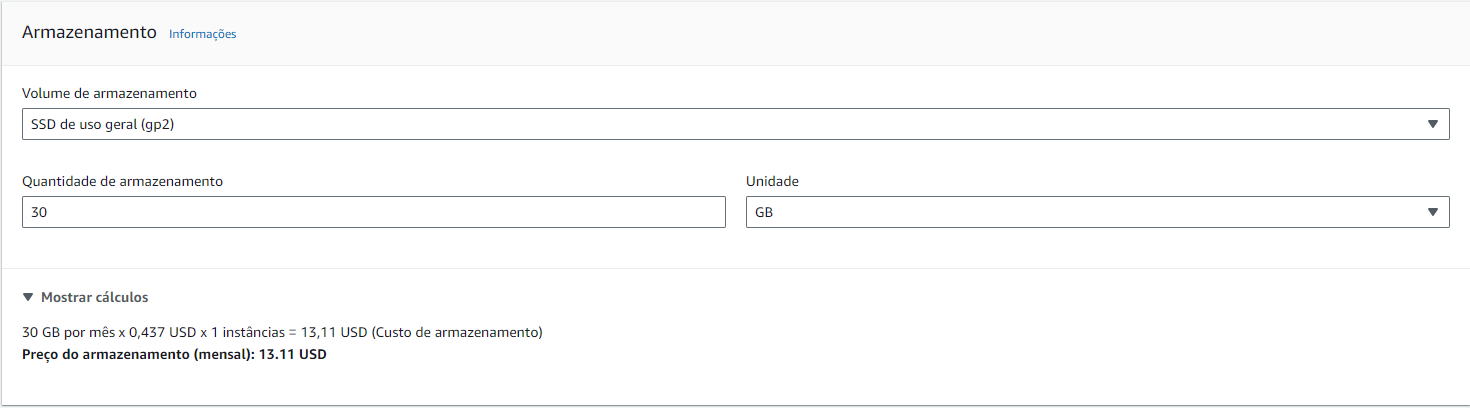 Armazenamento Informações
Volume de armazenamento
SSD de uso geral (gp2)
Quantidade de armazenamento
30
Unidade
GB
Mostrar cálculos
30 GB por mês x 0,437 USD x 1 instâncias = 13,11 USD (Custo de armazenamento)
Preço do armazenamento (mensal): 13.11 USD